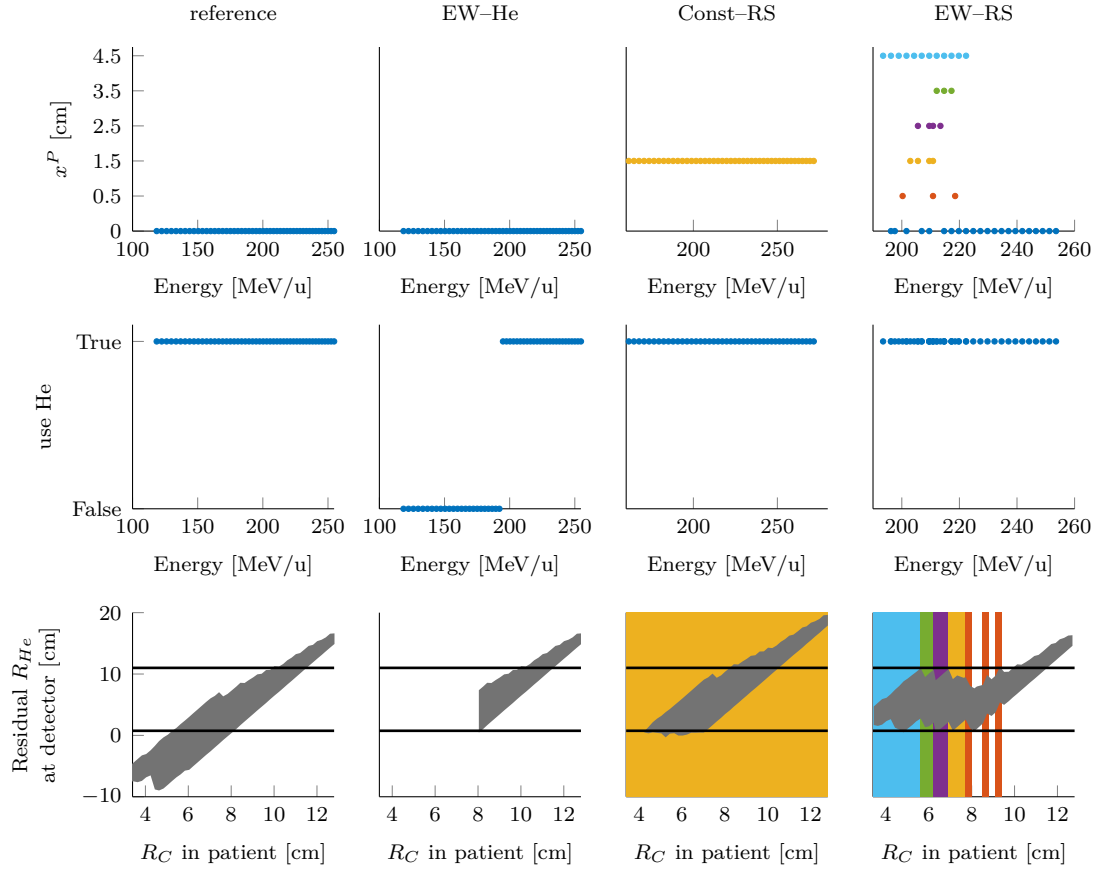 reference EW–He Const–RS EW–RS
4.5
3.5
2.5
1.5
0.5
0
x^P [cm]
100 150 200 250 100 150 200 250 200 250 200 220 240 260
Energy [MeV/u] Energy [MeV/u] Energy [MeV/u] Energy [MeV/u]
True
use He
False
100 150 200 250 100 150 200 250 200 250 200 220 240 260
Energy [MeV/u] Energy [MeV/u] Energy [MeV/u] Energy [MeV/u]
20
10
0
−10
Residual R_{He}
at detector [cm]
4 6 8 10 12 4 6 8 10 12 4 6 8 10 12 4 6 8 10 12
R_C in patient [cm] R_C in patient [cm] R_C in patient [cm] R_C in patient [cm]